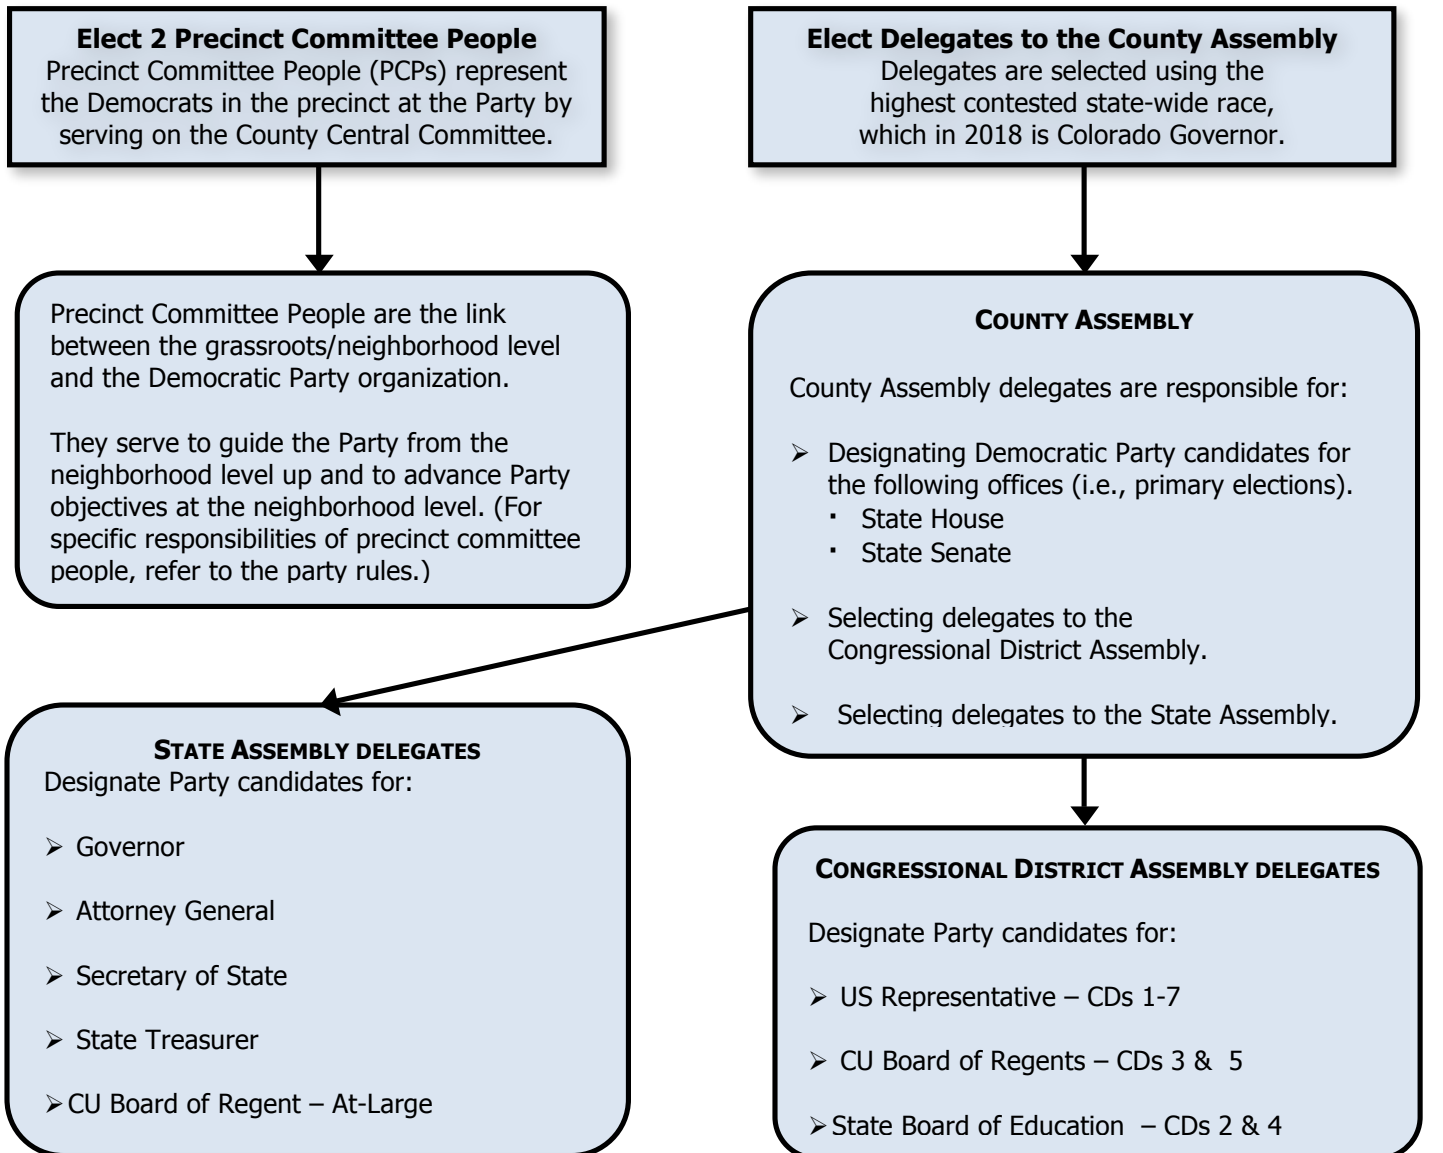 Elect 2 Precinct Committee People
Precinct Committee People (PCPs) represent
the Democrats in the precinct at the Party by
serving on the County Central Committee.
Elect Delegates to the County Assembly
Delegates are selected using the
highest contested state-wide race,
which in 2018 is Colorado Governor.
Precinct Committee People are the link
between the grassroots/neighborhood level
and the Democratic Party organization.
They serve to guide the Party from the
neighborhood level up and to advance Party
objectives at the neighborhood level. (For
specific responsibilities of precinct committee
people, refer to the party rules.)
COUNTY ASSEMBLY
County Assembly delegates are responsible for:
➢ Designating Democratic Party candidates for
the following offices (i.e., primary elections).
▪ State House
▪ State Senate
➢ Selecting delegates to the
Congressional District Assembly.
➢ Selecting delegates to the State Assembly.
STATE ASSEMBLY DELEGATES
Designate Party candidates for:
➢ Governor
➢ Attorney General
➢ Secretary of State
➢ State Treasurer
➢ CU Board of Regent – At-Large
CONGRESSIONAL DISTRICT ASSEMBLY DELEGATES
Designate Party candidates for:
➢ US Representative – CDs 1-7
➢ CU Board of Regents – CDs 3 & 5
➢ State Board of Education – CDs 2 & 4